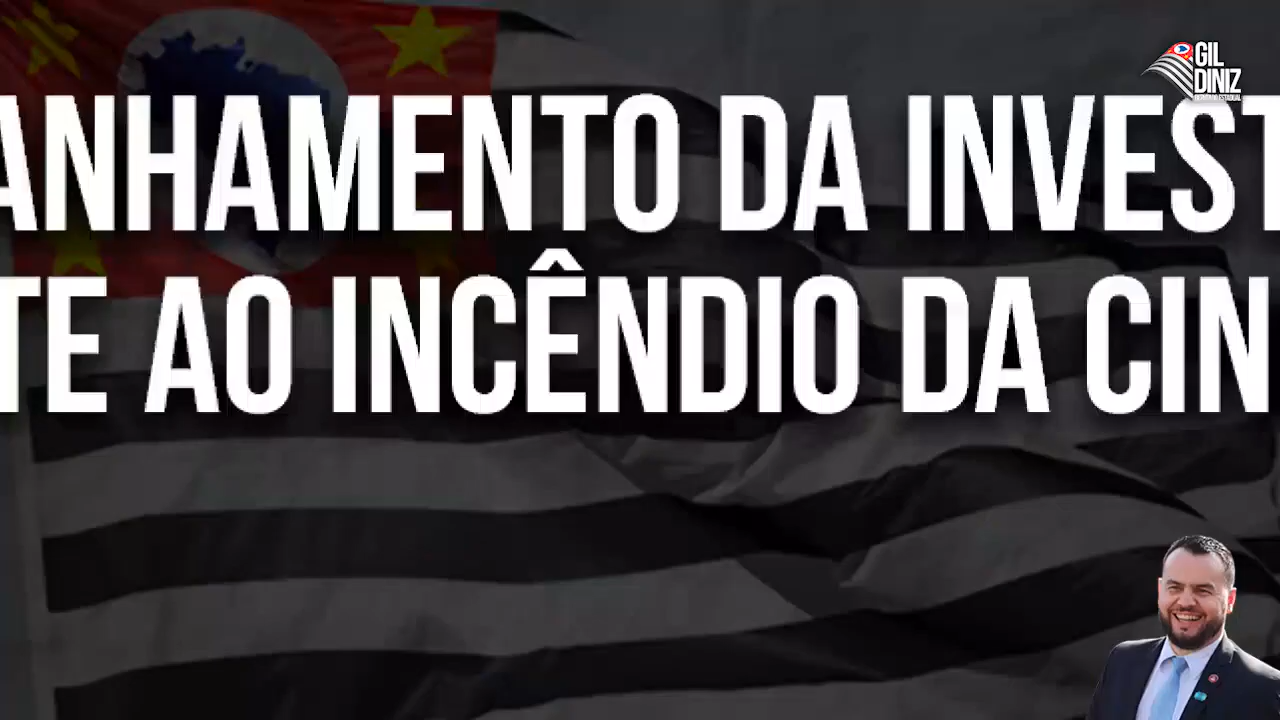 GIL
DINIZ
ANHAMENTO DA INVEST
TE AO INCÊNDIO DA CIN